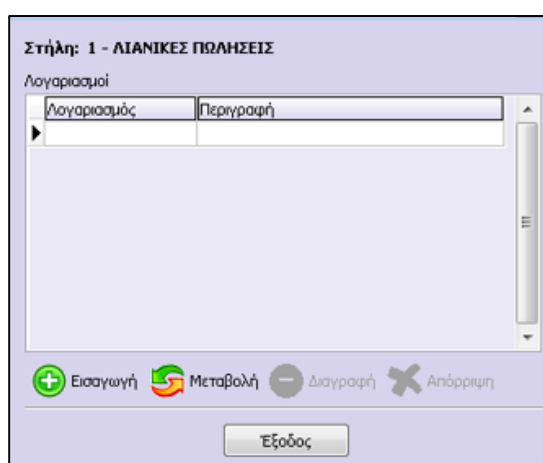 Στήλη: 1 - ΛΙΑΝΙΚΕΣ ΠΩΛΗΣΕΙΣ
Λογαριασμοί
Λογαριασμός Περιγραφή
Εισαγωγή Μεταβολή Διαγραφή Απόρριψη
Έξοδος